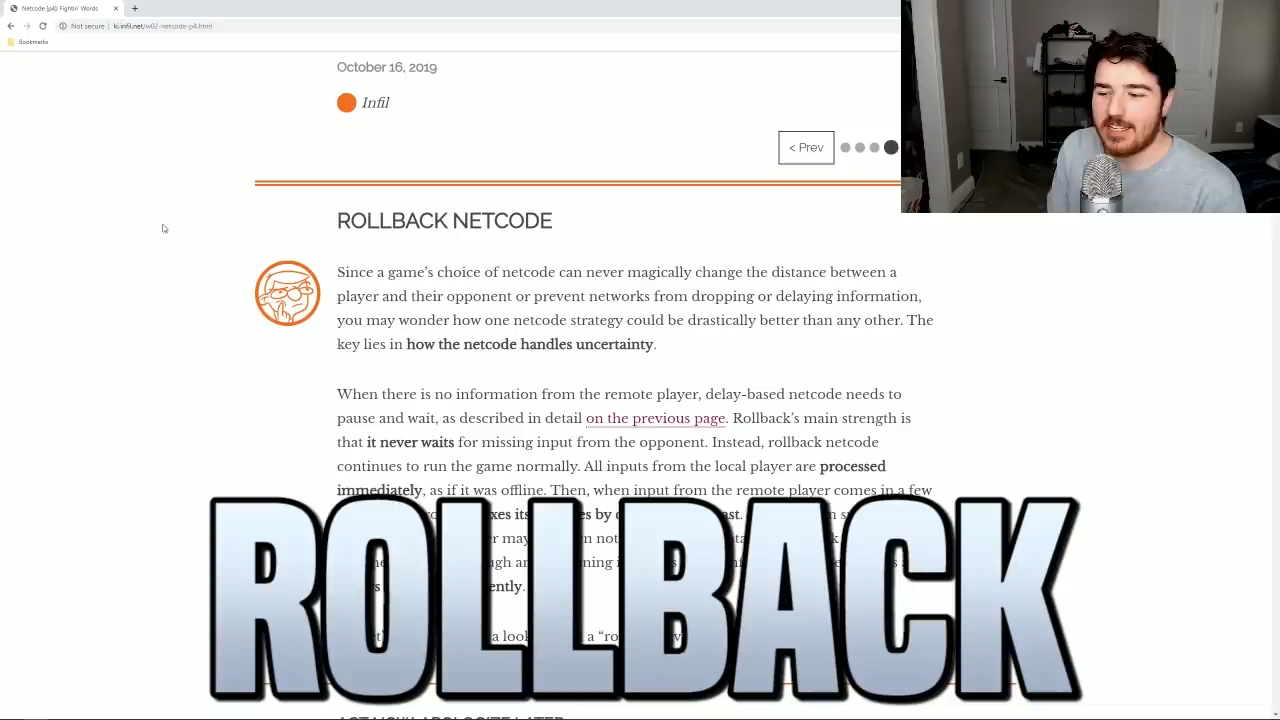 Netcode (p4): Fightin' Words
Not secure
ki.infil.net/w02-netcode-p4.html
Bookmarks
October 16, 2019
Infil
< Prev
ROLLBACK NETCODE
Since a game's choice of netcode can never magically change the distance between a
player and their opponent or prevent networks from dropping or delaying information,
you may wonder how one netcode strategy could be drastically better than any other. The
key lies in how the netcode handles uncertainty.
When there is no information from the remote player, delay-based netcode needs to
pause and wait, as described in detail on the previous page. Rollback's main strength is
that it never waits for missing input from the opponent. Instead, rollback netcode
continues to run the game normally. All inputs from the local player are processed
immediately, as if it was offline. Then, when input from the remote player comes in a few
ROLLBACK